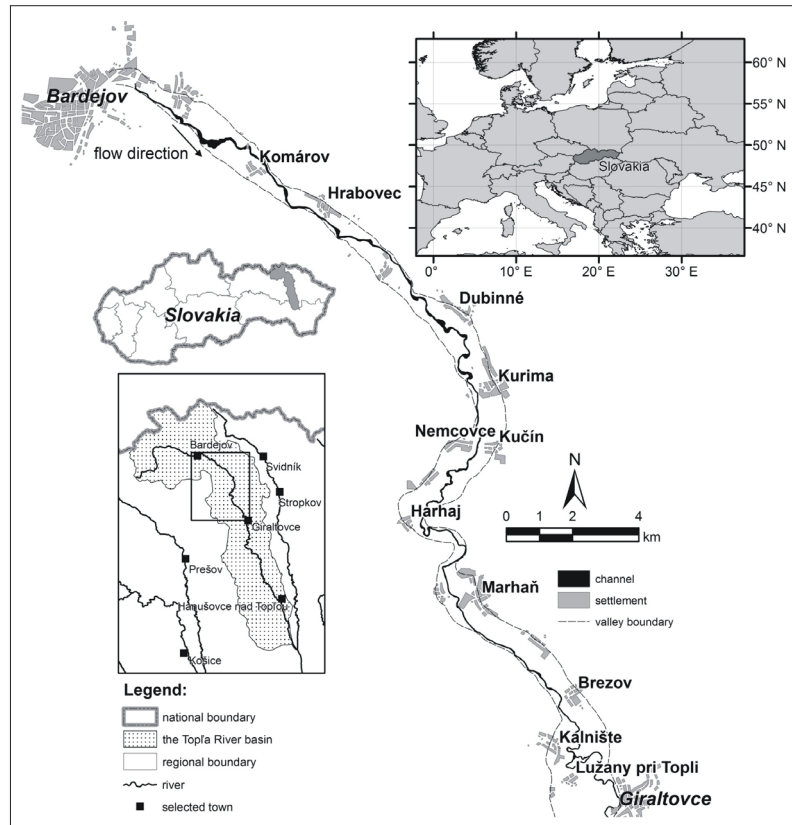 Bardejov
flow direction
Komárov
Hrabovec
Dubinné
Kurima
Nemcovce
Kučín
Harhaj
Marhaň
Brezov
Kalnište
Lužany pri Topli
Giraltovce
60° N
55° N
50° N
45° N
40° N
0°
10° E
20° E
30° E
Slovakia
Slovakia
Bardejov
Svidník
Stropkov
Giraltovce
Prešov
Hanušovce nad Topľou
Košice
N
0 1 2 4
km
channel
settlement
valley boundary
Legend:
national boundary
the Topľa River basin
regional boundary
river
selected town